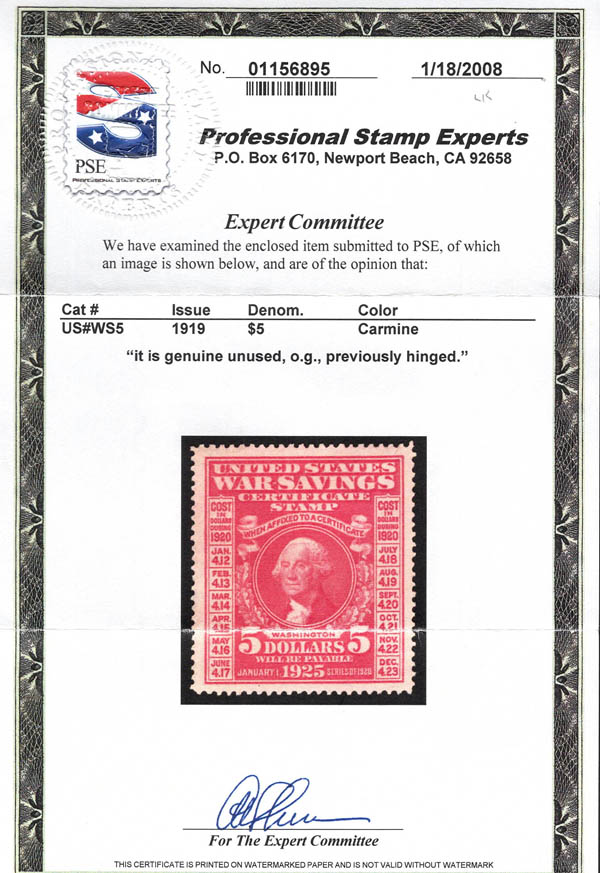 No. 01156895 1/18/2008
LK
PSE
PROFESSIONAL STAMP EXPERTS
Professional Stamp Experts
P.O. Box 6170, Newport Beach, CA 92658
Expert Committee
We have examined the enclosed item submitted to PSE, of which
an image is shown below, and are of the opinion that:
Cat # Issue Denom. Color
US#WS5 1919 $5 Carmine
“it is genuine unused, o.g., previously hinged.”
UNITED STATES
WAR SAVINGS
CERTIFICATE
STAMP
WHEN AFFIXED TO A CERTIFICATE
COST
IN
DOLLARS
DURING
1920
JAN.
4.12
FEB.
4.13
MAR.
4.14
APR.
4.15
MAY
4.16
JUNE
4.17
COST
IN
DOLLARS
DURING
1920
JULY
4.18
AUG.
4.19
SEPT.
4.20
OCT.
4.21
NOV.
4.22
DEC.
4.23
WASHINGTON
5 DOLLARS 5
WILL BE PAYABLE
JANUARY 1, 1925 SERIES OF 1920
For The Expert Committee
THIS CERTIFICATE IS PRINTED ON WATERMARKED PAPER AND IS NOT VALID WITHOUT WATERMARK